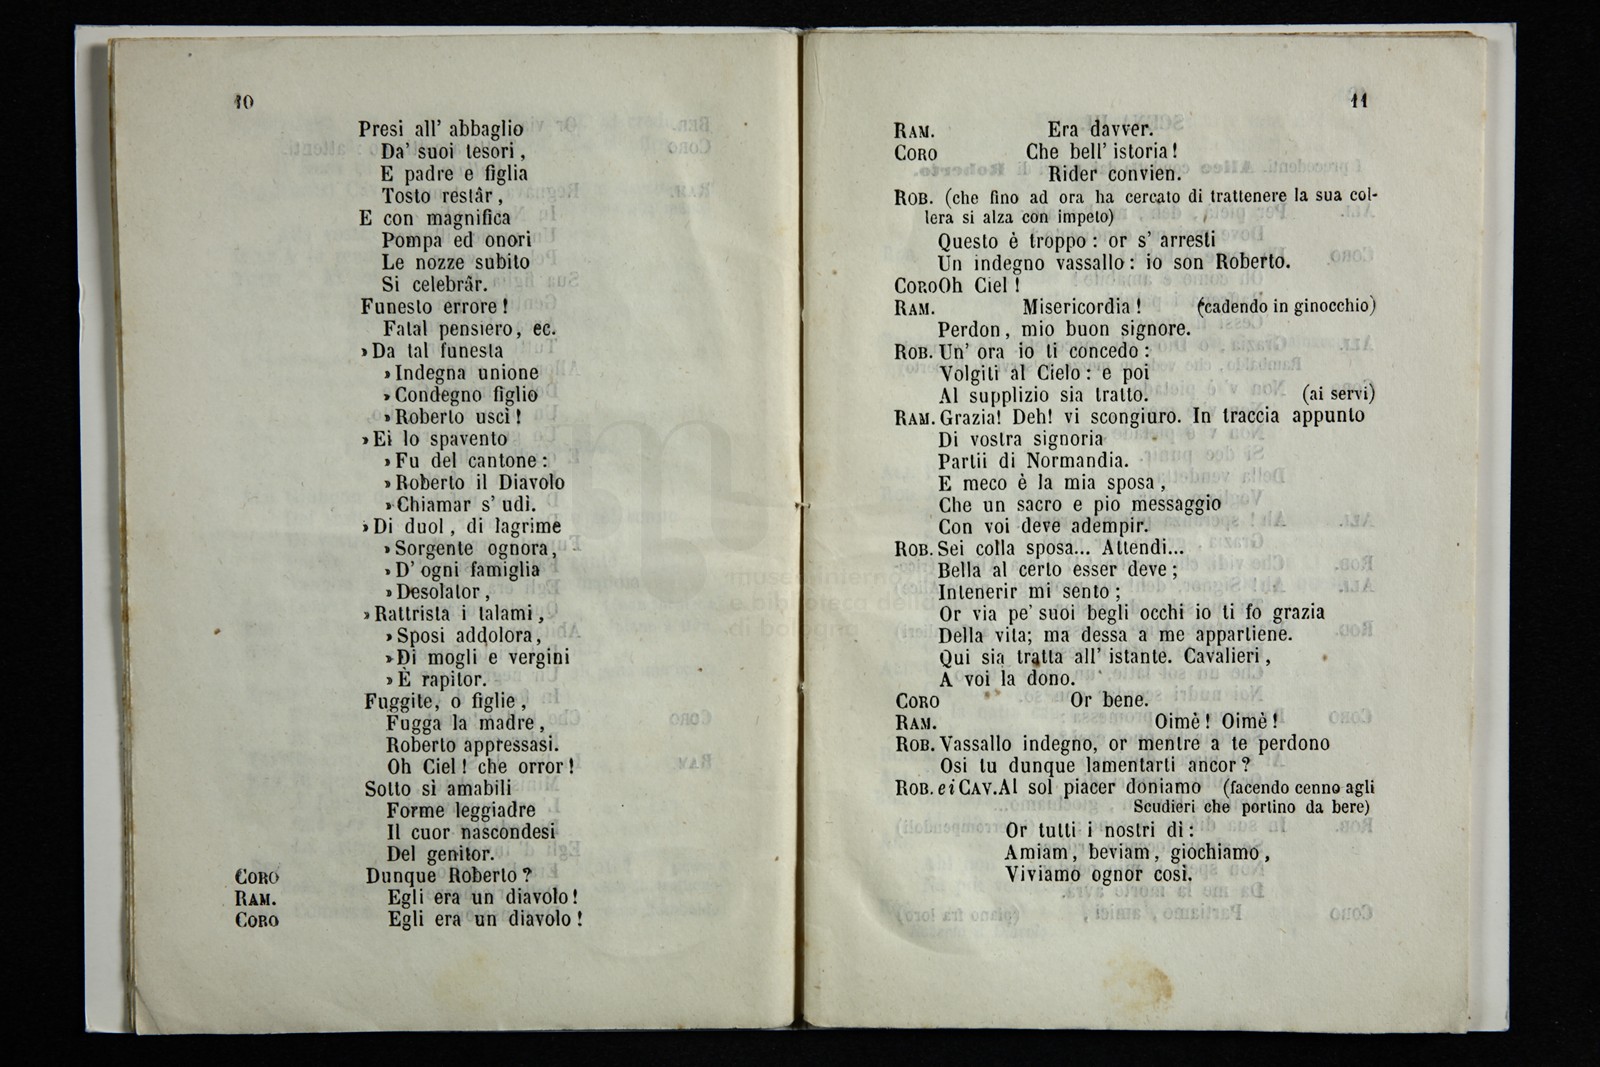 10
Presi all' abbaglio
Da' suoi tesori,
E padre e figlia
Tosto restâr,
E con magnifica
Pompa ed onori
Le nozze subito
Si celebrâr.
Funesto errore!
Fatal pensiero, ec.
»Da tal funesta
»Indegna unione
»Condegno figlio
»Roberto uscì!
»Ei lo spavento
»Fu del cantone:
»Roberto il Diavolo
»Chiamar s' udì.
»Di duol, di lagrime
»Sorgente ognora,
»D' ogni famiglia
»Desolator,
»Rattrista i talami,
»Sposi addolora,
»Di mogli e vergini
»È rapitor.
Fuggite, o figlie,
Fugga la madre,
Roberto appressasi.
Oh Ciel! che orror!
Sotto sì amabili
Forme leggiadre
Il cuor nascondesi
Del genitor.
CORO Dunque Roberto?
RAM. Egli era un diavolo!
CORO Egli era un diavolo!
11
RAM. Era davver.
CORO Che bell' istoria!
Rider convien.
ROB. (che fino ad ora ha cercato di trattenere la sua col-
lera si alza con impeto)
Questo è troppo: or s' arresti
Un indegno vassallo: io son Roberto.
CORO Oh Ciel!
RAM. Misericordia! (cadendo in ginocchio)
Perdon, mio buon signore.
ROB. Un' ora io ti concedo:
Volgiti al Cielo: e poi
Al supplizio sia tratto. (ai servi)
RAM. Grazia! Deh! vi scongiuro. In traccia appunto
Di vostra signoria
Partii di Normandia.
E meco è la mia sposa,
Che un sacro e pio messaggio
Con voi deve adempir.
ROB. Sei colla sposa... Attendi...
Bella al certo esser deve;
Intenerir mi sento;
Or via pe' suoi begli occhi io ti fo grazia
Della vita; ma dessa a me appartiene.
Qui sia tratta all' istante. Cavalieri,
A voi la dono.
CORO Or bene.
RAM. Oimè! Oimè!
ROB. Vassallo indegno, or mentre a te perdono
Osi tu dunque lamentarti ancor?
ROB. e i CAV. Al sol piacer doniamo (facendo cenno agli
Scudieri che portino da bere)
Or tutti i nostri dì:
Amiam, beviam, giochiamo,
Viviamo ognor così.